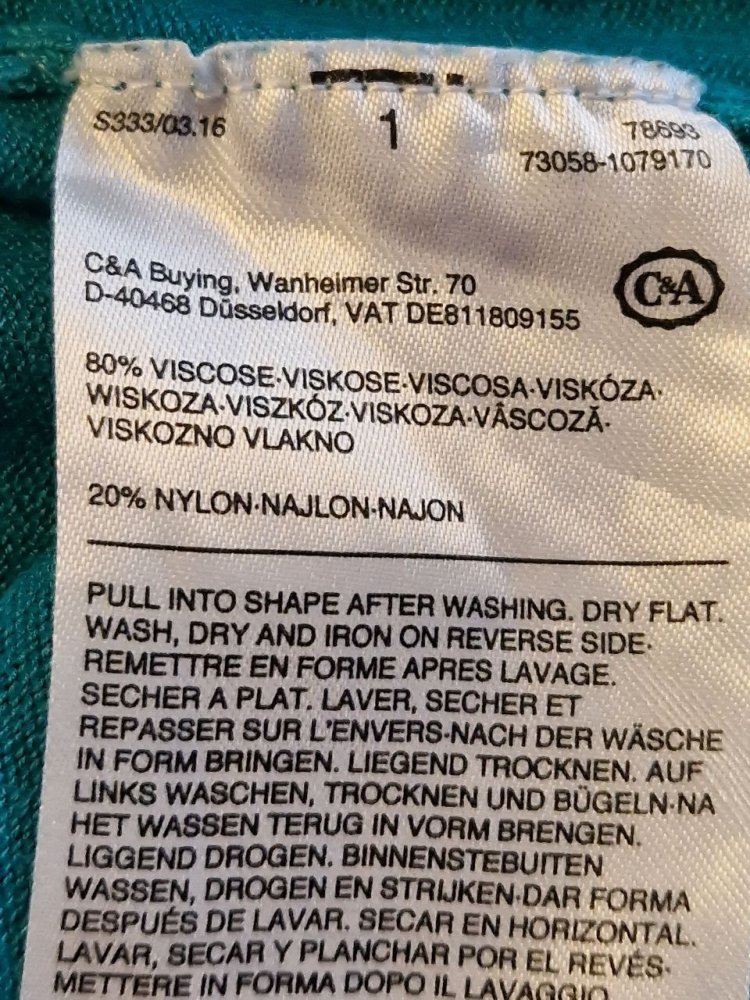 S333/03.16
1
78693
73058-1079170
C&A Buying, Wanheimer Str. 70
D-40468 Düsseldorf, VAT DE811809155
C&A
80% VISCOSE·VISKOSE·VISCOSA·VISKÓZA·
WISKOZA·VISZKÓZ·VISKOZA·VÂSCOZĂ·
VISKOZNO VLAKNO
20% NYLON·NAJLON·NAJON
PULL INTO SHAPE AFTER WASHING. DRY FLAT.
WASH, DRY AND IRON ON REVERSE SIDE·
REMETTRE EN FORME APRES LAVAGE.
SECHER A PLAT. LAVER, SECHER ET
REPASSER SUR L'ENVERS·NACH DER WÄSCHE
IN FORM BRINGEN. LIEGEND TROCKNEN. AUF
LINKS WASCHEN, TROCKNEN UND BÜGELN·NA
HET WASSEN TERUG IN VORM BRENGEN.
LIGGEND DROGEN. BINNENSTEBUITEN
WASSEN, DROGEN EN STRIJKEN·DAR FORMA
DESPUÉS DE LAVAR. SECAR EN HORIZONTAL.
LAVAR, SECAR Y PLANCHAR POR EL REVÉS·
METTERE IN FORMA DOPO IL LAVAGGIO